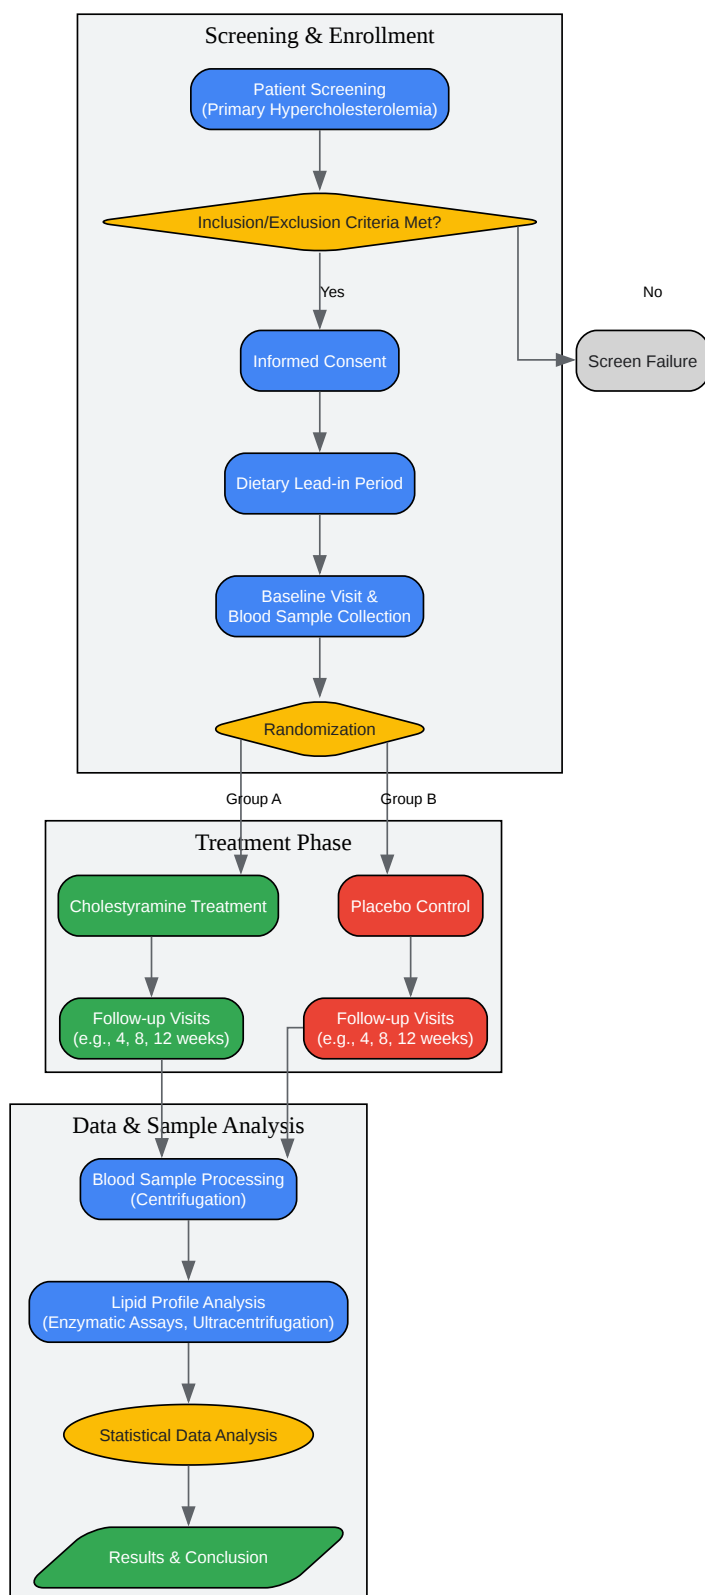 Screening & Enrollment
Patient Screening
(Primary Hypercholesterolemia)
Inclusion/Exclusion Criteria Met?
Yes
No
Informed Consent
Screen Failure
Dietary Lead-in Period
Baseline Visit &
Blood Sample Collection
Randomization
Group A
Group B
Treatment Phase
Cholestyramine Treatment
Placebo Control
Follow-up Visits
(e.g., 4, 8, 12 weeks)
Follow-up Visits
(e.g., 4, 8, 12 weeks)
Data & Sample Analysis
Blood Sample Processing
(Centrifugation)
Lipid Profile Analysis
(Enzymatic Assays, Ultracentrifugation)
Statistical Data Analysis
Results & Conclusion